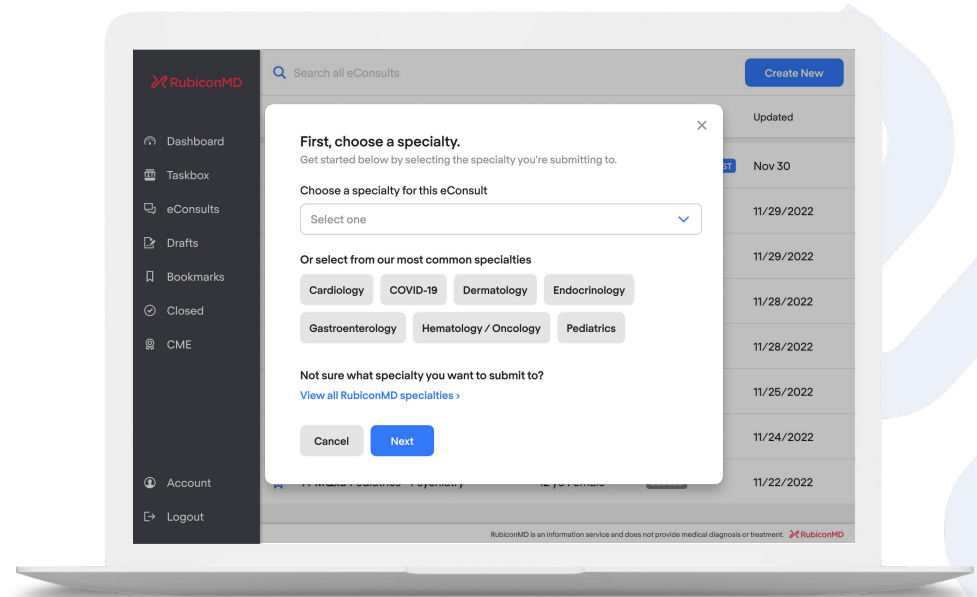 RubiconMD
Search all eConsults
Create New
Updated
Dashboard
Taskbox
eConsults
Drafts
Bookmarks
Closed
CME
Account
Logout
First, choose a specialty.
Get started below by selecting the specialty you're submitting to.
Choose a specialty for this eConsult
Select one
Or select from our most common specialties
Cardiology COVID-19 Dermatology Endocrinology
Gastroenterology Hematology / Oncology Pediatrics
Not sure what specialty you want to submit to?
View all RubiconMD specialties ›
Cancel Next
ST Nov 30
11/29/2022
11/29/2022
11/28/2022
11/28/2022
11/25/2022
11/24/2022
11/22/2022
RubiconMD is an information service and does not provide medical diagnosis or treatment. RubiconMD